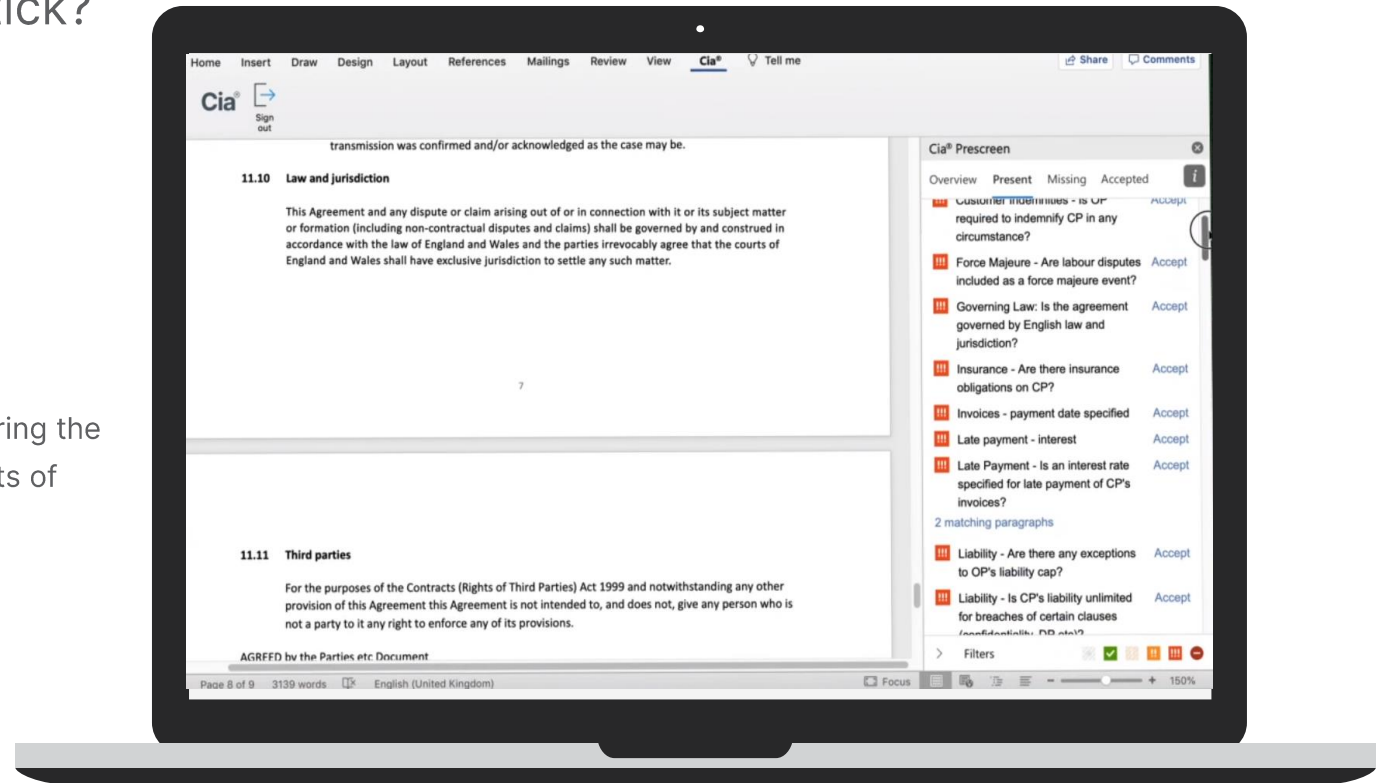 ick?
ring the
ts of
Home Insert Draw Design Layout References Mailings Review View Cia® Tell me Share Comments
Cia®
Sign
out
transmission was confirmed and/or acknowledged as the case may be.
11.10 Law and jurisdiction
This Agreement and any dispute or claim arising out of or in connection with it or its subject matter
or formation (including non-contractual disputes and claims) shall be governed by and construed in
accordance with the law of England and Wales and the parties irrevocably agree that the courts of
England and Wales shall have exclusive jurisdiction to settle any such matter.
7
11.11 Third parties
For the purposes of the Contracts (Rights of Third Parties) Act 1999 and notwithstanding any other
provision of this Agreement this Agreement is not intended to, and does not, give any person who is
not a party to it any right to enforce any of its provisions.
AGREED by the Parties etc Document
Cia® Prescreen
Overview Present Missing Accepted i
Customer Indemnities - is OP Accept
required to indemnify CP in any
circumstance?
!!! Force Majeure - Are labour disputes Accept
included as a force majeure event?
!!! Governing Law: Is the agreement Accept
governed by English law and
jurisdiction?
!!! Insurance - Are there insurance Accept
obligations on CP?
!!! Invoices - payment date specified Accept
!!! Late payment - interest Accept
!!! Late Payment - Is an interest rate Accept
specified for late payment of CP's
invoices?
2 matching paragraphs
!!! Liability - Are there any exceptions Accept
to OP's liability cap?
!!! Liability - Is CP's liability unlimited Accept
for breaches of certain clauses
(confidentiality, DP etc)?
Filters !! !!!
Page 8 of 9 3139 words English (United Kingdom) Focus 150%